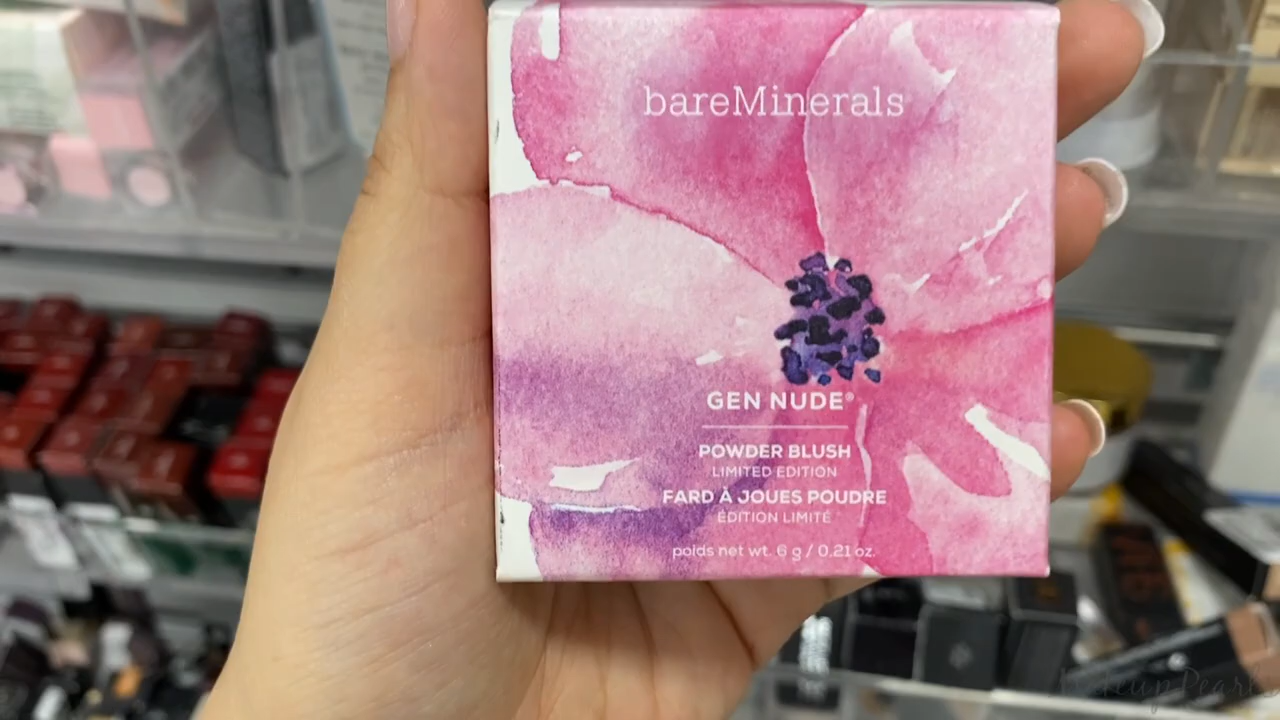 bareMinerals
GEN NUDE®
POWDER BLUSH
LIMITED EDITION
FARD À JOUES POUDRE
ÉDITION LIMITÉ
poids net wt. 6 g / 0.21 oz.